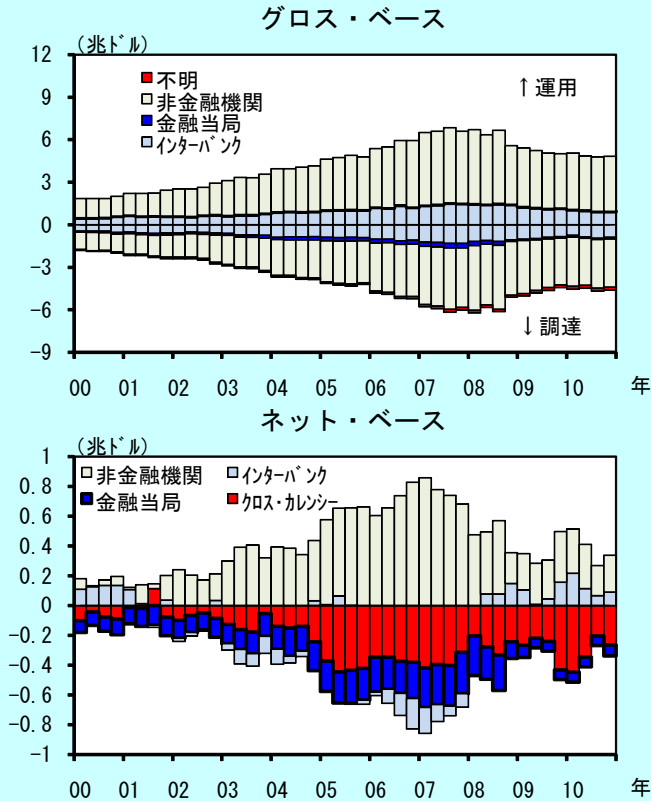 グロス・ベース
(兆ドル)
12
不明
↑運用
9
非金融機関
金融当局
6
インターバンク
3
0
-3
-6
↓調達
-9
00 01 02 03 04 05 06 07 08 09 10 年
ネット・ベース
(兆ドル)
1
非金融機関 インターバンク
0.8
金融当局 クロス・カレンシー
0.6
0.4
0.2
0
-0.2
-0.4
-0.6
-0.8
-1
00 01 02 03 04 05 06 07 08 09 10 年